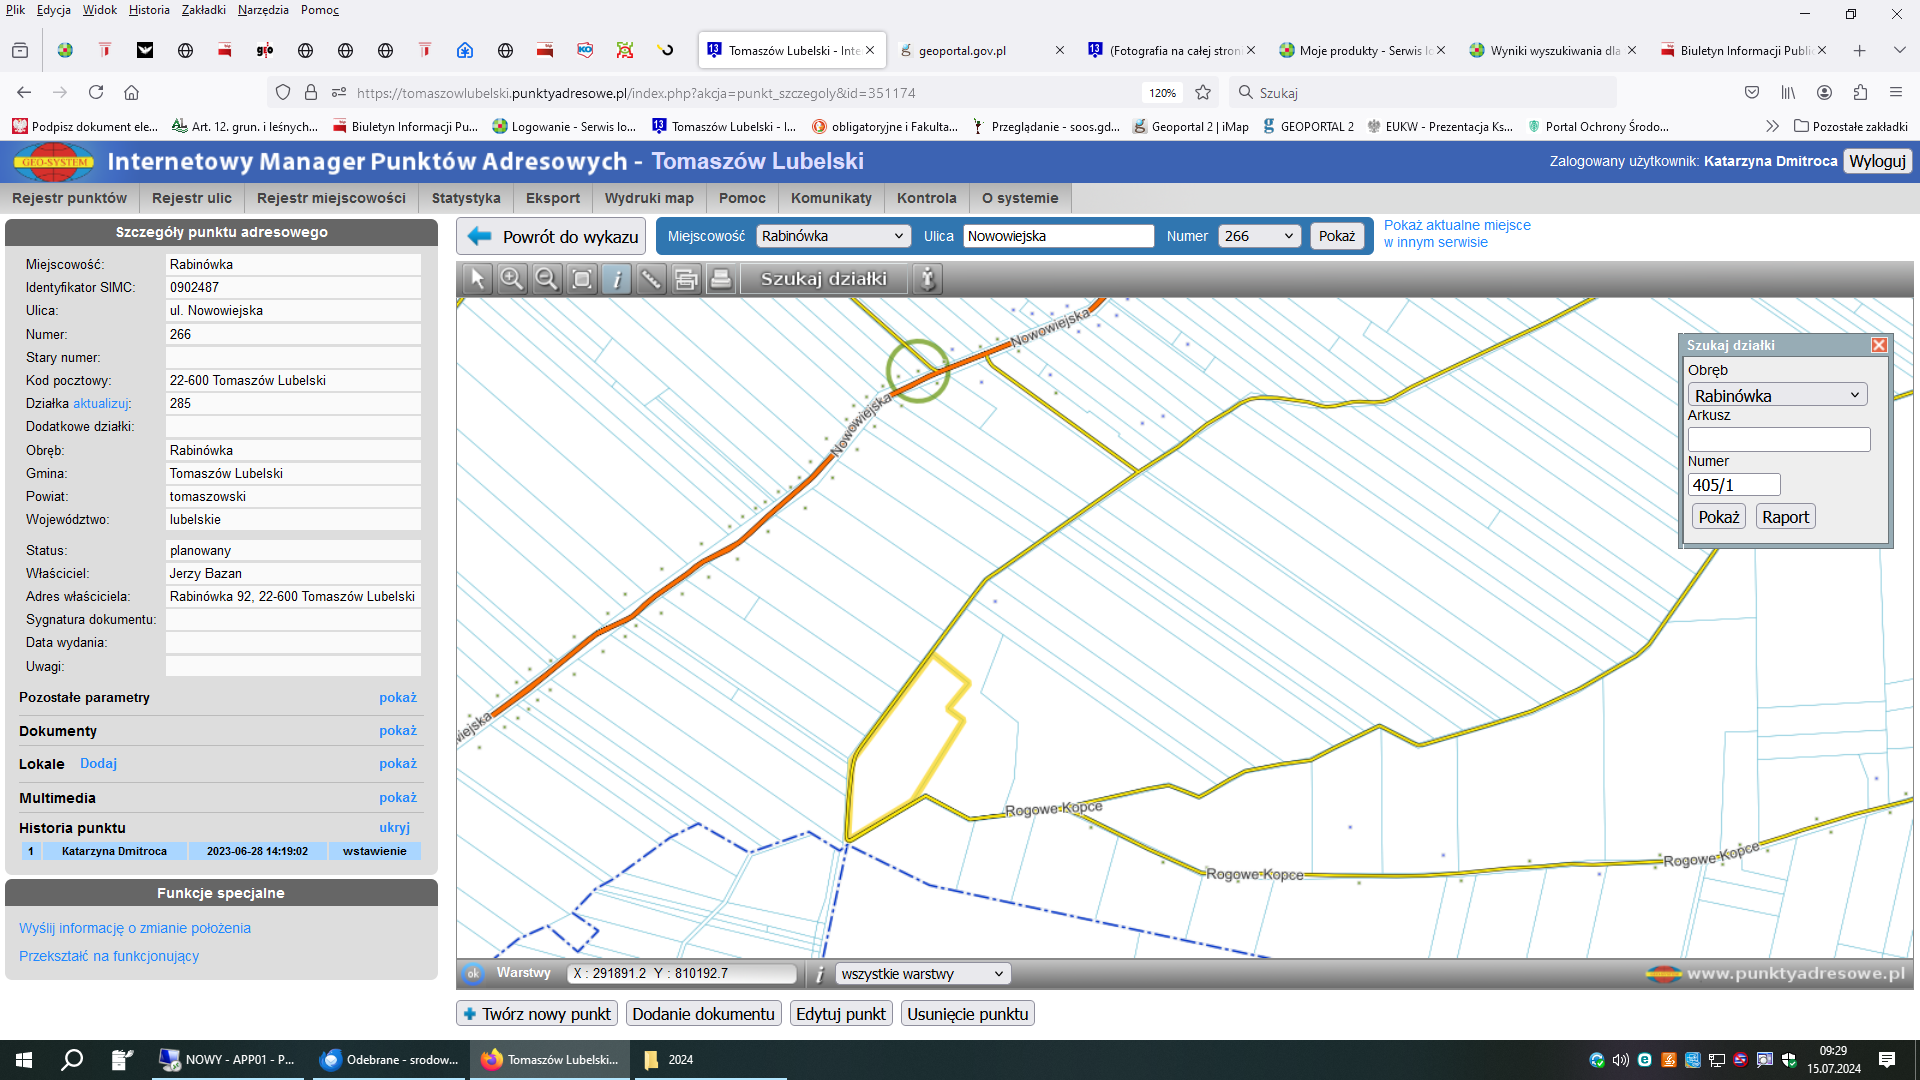 Plik Edycja Widok Historia Zakładki Narzędzia Pomoc
Tomaszów Lubelski - Inte
geoportal.gov.pl
(Fotografia na całej stron
Moje produkty - Serwis Ic
Wyniki wyszukiwania dla
Biuletyn Informacji Public
https://tomaszowlubelski.punktyadresowe.pl/index.php?akcja=punkt_szczegoly&id=351174
120%
Szukaj
Podpisz dokument ele...
Art. 12. grun. i leśnych...
Biuletyn Informacji Pu...
Logowanie - Serwis Io...
Tomaszów Lubelski - I...
obligatoryjne i Fakulta...
Przeglądanie - soos.gd...
Geoportal 2 | iMap
GEOPORTAL 2
EUKW - Prezentacja Ks...
Portal Ochrony Środo...
Pozostałe zakładki
GEO-SYSTEM
Internetowy Manager Punktów Adresowych - Tomaszów Lubelski
Zalogowany użytkownik: Katarzyna Dmitroca
Wyloguj
Rejestr punktów
Rejestr ulic
Rejestr miejscowości
Statystyka
Eksport
Wydruki map
Pomoc
Komunikaty
Kontrola
O systemie
Szczegóły punktu adresowego
Miejscowość: Rabinówka
Identyfikator SIMC: 0902487
Ulica: ul. Nowowiejska
Numer: 266
Stary numer:
Kod pocztowy: 22-600 Tomaszów Lubelski
Działka aktualizuj: 285
Dodatkowe działki:
Obręb: Rabinówka
Gmina: Tomaszów Lubelski
Powiat: tomaszowski
Województwo: lubelskie
Status: planowany
Właściciel: Jerzy Bazan
Adres właściciela: Rabinówka 92, 22-600 Tomaszów Lubelski
Sygnatura dokumentu:
Data wydania:
Uwagi:
Pozostałe parametry pokaż
Dokumenty pokaż
Lokale Dodaj pokaż
Multimedia pokaż
Historia punktu ukryj
1 Katarzyna Dmitroca 2023-06-28 14:19:02 wstawienie
Funkcje specjalne
Wyślij informację o zmianie położenia
Przekształć na funkcjonujący
Powrót do wykazu
Miejscowość Rabinówka
Ulica Nowowiejska
Numer 266
Pokaż
Pokaż aktualne miejsce
w innym serwisie
Szukaj działki
Nowowiejska
Nowowiejska
wiejska
Rogowe Kopce
Rogowe Kopce
Rogowe Kopce
Szukaj działki
Obręb
Rabinówka
Arkusz
Numer
405/1
Pokaż
Raport
ok
Warstwy
X : 291891.2 Y : 810192.7
i
wszystkie warstwy
www.punktyadresowe.pl
Twórz nowy punkt
Dodanie dokumentu
Edytuj punkt
Usunięcie punktu
NOWY - APP01 - P...
Odebrane - srodow...
Tomaszów Lubelski...
2024
09:29
15.07.2024